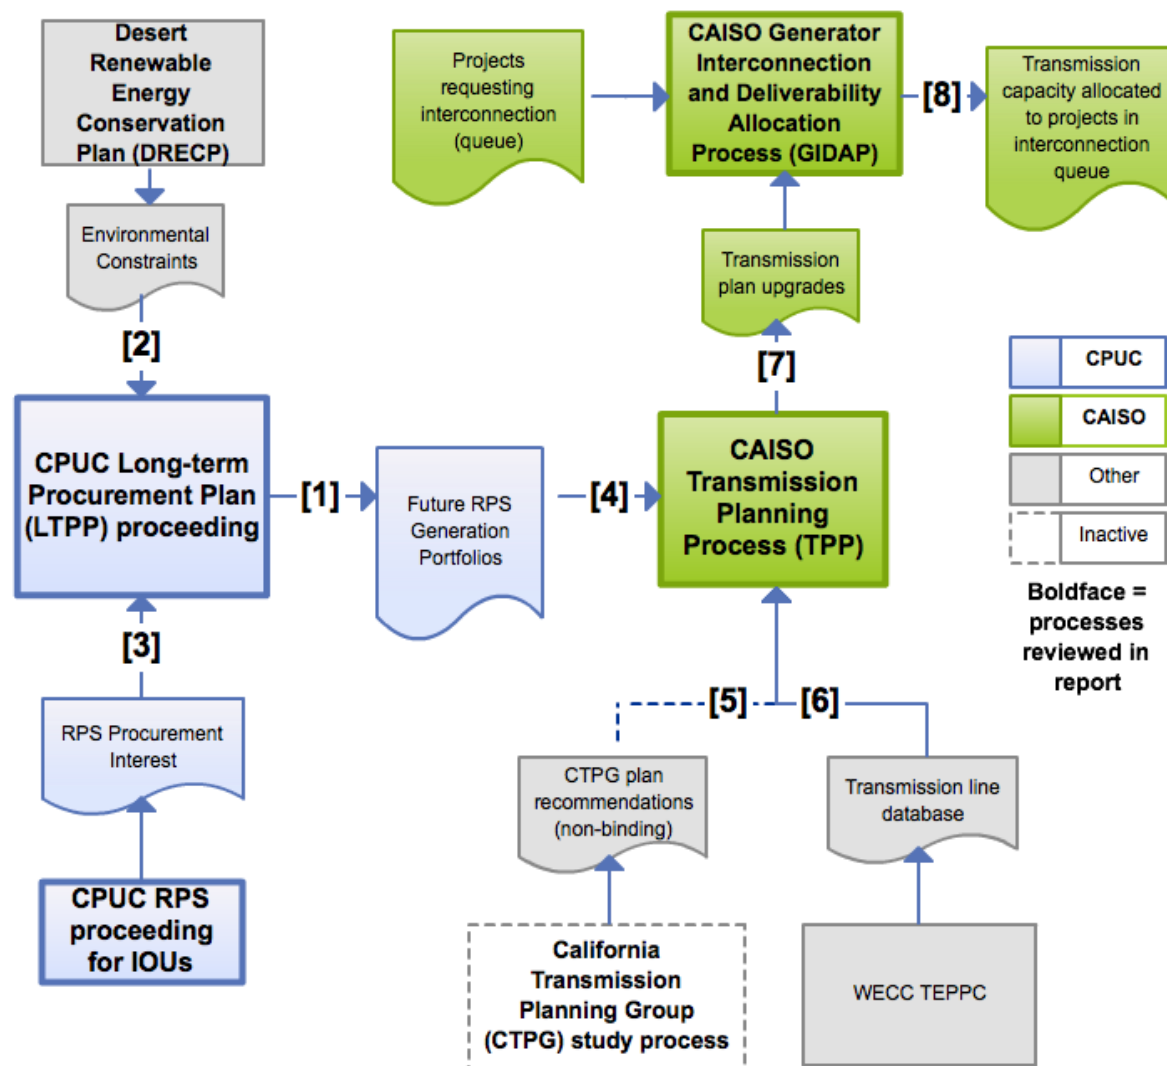 Desert
Renewable
Energy
Conservation
Plan (DRECP)
Projects
requesting
interconnection
(queue)
CAISO Generator
Interconnection
and Deliverability
Allocation
Process (GIDAP)
[8]
Transmission
capacity allocated
to projects in
interconnection
queue
Environmental
Constraints
Transmission
plan upgrades
[2]
[7]
CPUC
CAISO
Other
Inactive
Boldface =
processes
reviewed in
report
CPUC Long-term
Procurement Plan
(LTPP) proceeding
[1]
Future RPS
Generation
Portfolios
[4]
CAISO
Transmission
Planning
Process (TPP)
[3]
RPS Procurement
Interest
[5]
[6]
CTPG plan
recommendations
(non-binding)
Transmission line
database
CPUC RPS
proceeding
for IOUs
California
Transmission
Planning Group
(CTPG) study process
WECC TEPPC